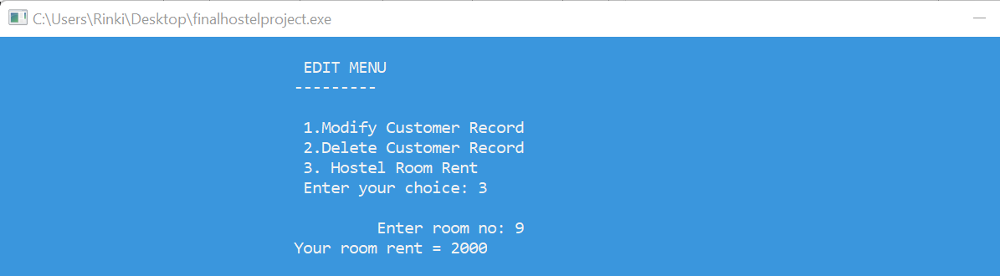 C:\Users\Rinki\Desktop\finalhostelproject.exe
EDIT MENU
---------
1.Modify Customer Record
2.Delete Customer Record
3. Hostel Room Rent
Enter your choice: 3
Enter room no: 9
Your room rent = 2000